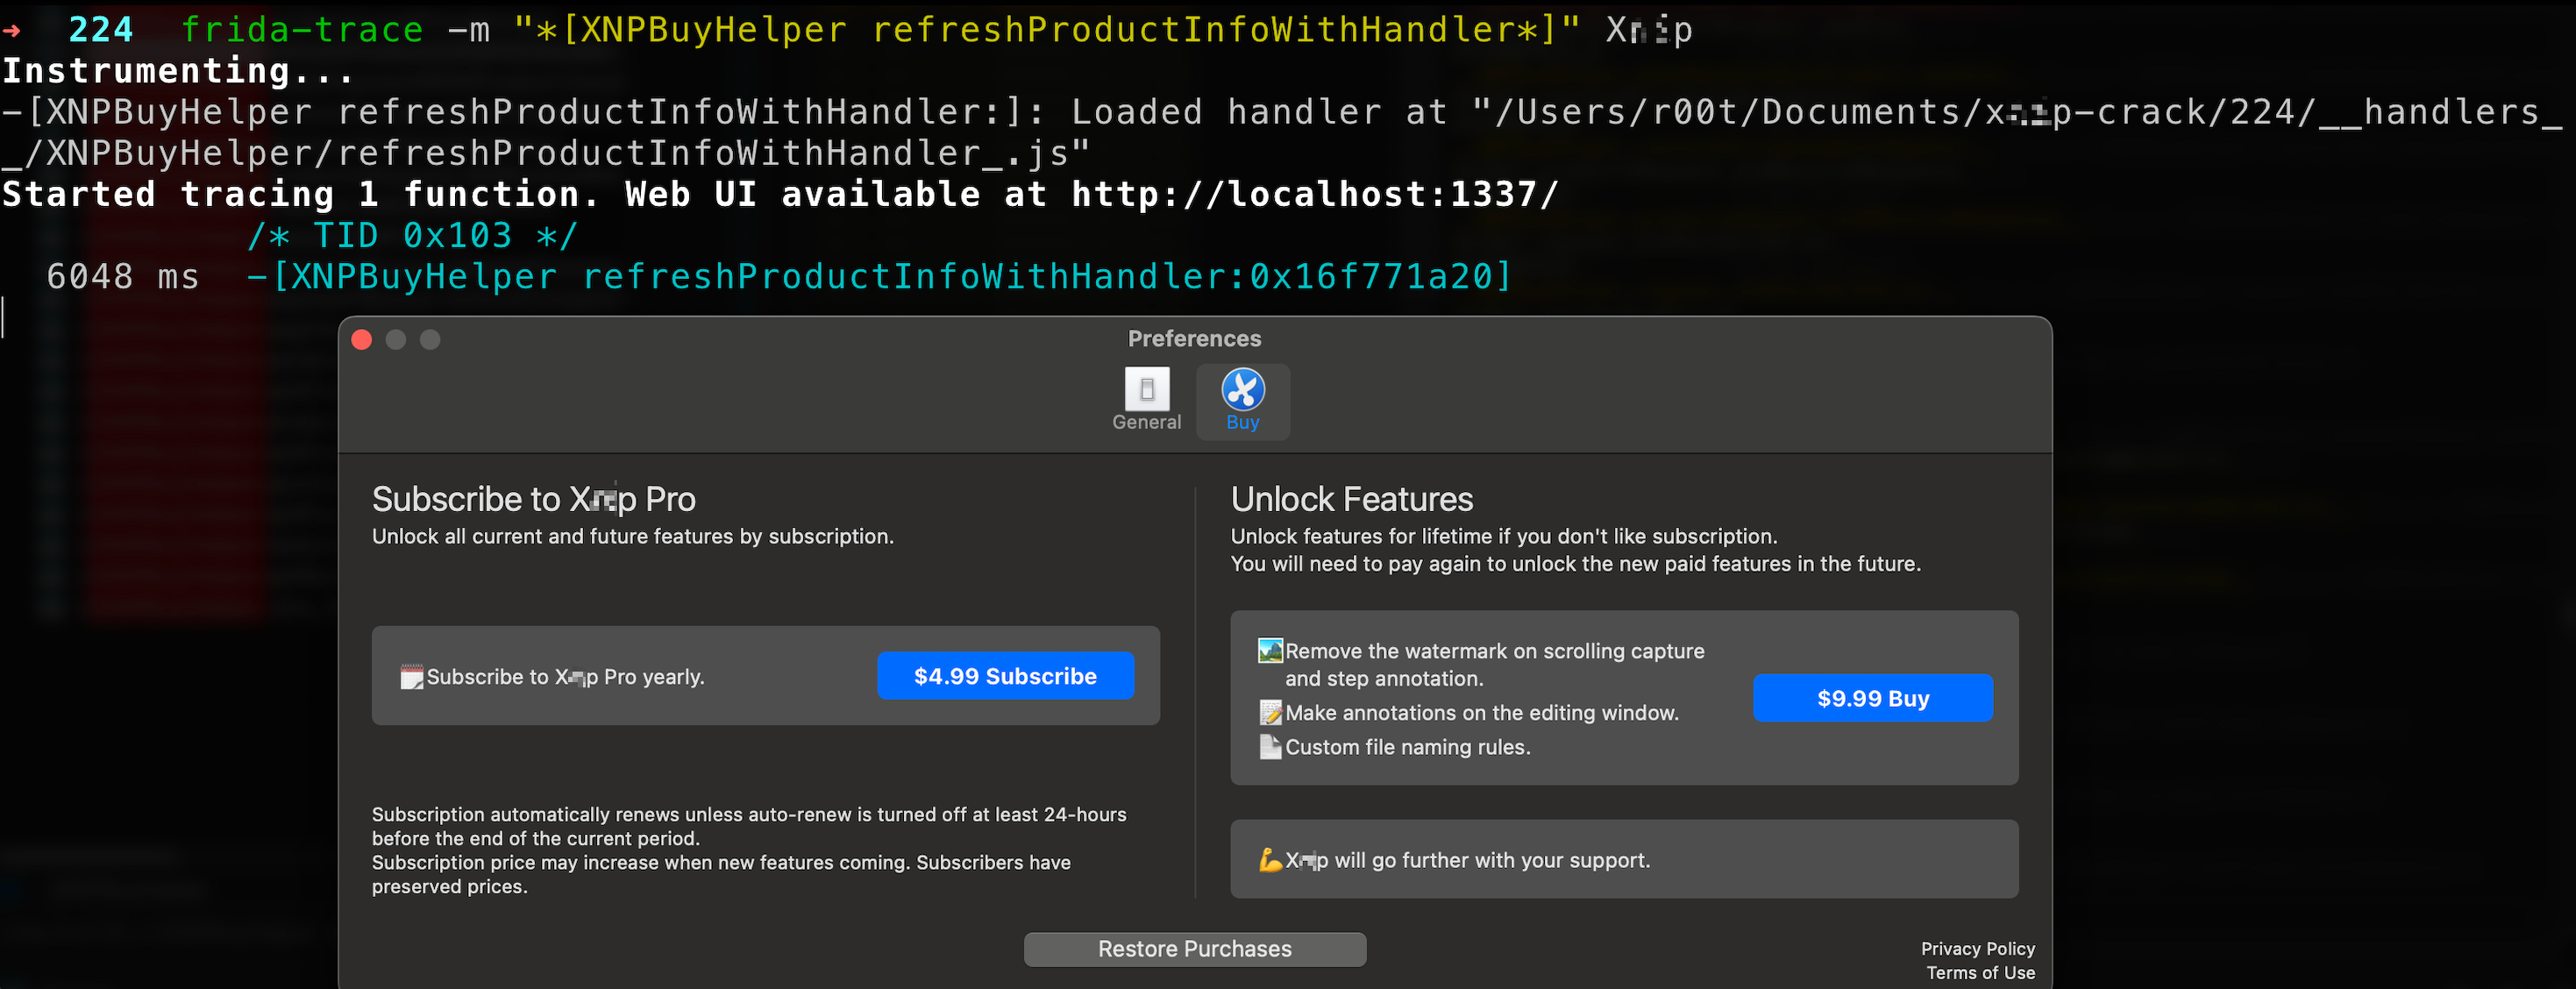 ➜ 224 frida-trace -m "*[XNPBuyHelper refreshProductInfoWithHandler*]"
Instrumenting...
-[XNPBuyHelper refreshProductInfoWithHandler:]: Loaded handler at "/Users/r00t/Documents/ -crack/224/__handlers_
_/XNPBuyHelper/refreshProductInfoWithHandler_.js"
Started tracing 1 function. Web UI available at http://localhost:1337/
/* TID 0x103 */
6048 ms -[XNPBuyHelper refreshProductInfoWithHandler:0x16f771a20]
Preferences
General
Buy
Subscribe to Pro
Unlock all current and future features by subscription.
Subscribe to Pro yearly.
$4.99 Subscribe
Subscription automatically renews unless auto-renew is turned off at least 24-hours
before the end of the current period.
Subscription price may increase when new features coming. Subscribers have
preserved prices.
Unlock Features
Unlock features for lifetime if you don't like subscription.
You will need to pay again to unlock the new paid features in the future.
Remove the watermark on scrolling capture
and step annotation.
Make annotations on the editing window.
Custom file naming rules.
$9.99 Buy
will go further with your support.
Restore Purchases
Privacy Policy
Terms of Use